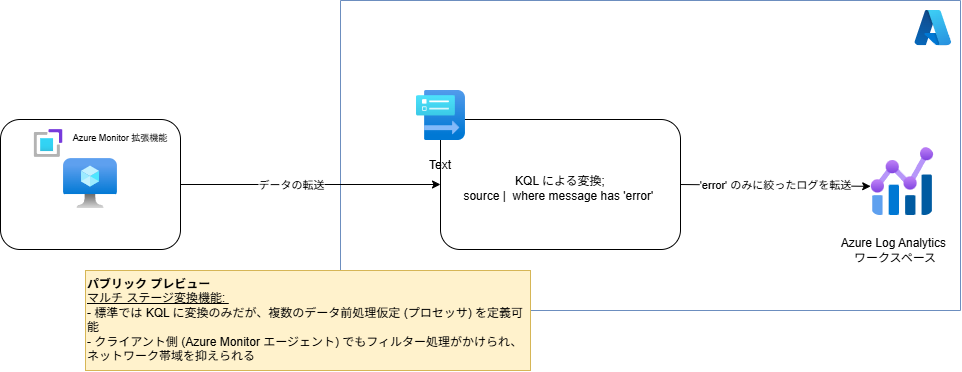 Azure Monitor 拡張機能
データの転送
Text
KQL による変換;
source |  where message has 'error'
'error' のみに絞ったログを転送
Azure Log Analytics
ワークスペース
パブリック プレビュー
マルチ ステージ変換機能:
- 標準では KQL に変換のみだが、複数のデータ前処理仮定 (プロセッサ) を定義可
能
- クライアント側 (Azure Monitor エージェント) でもフィルター処理がかけられ、
ネットワーク帯域を抑えられる